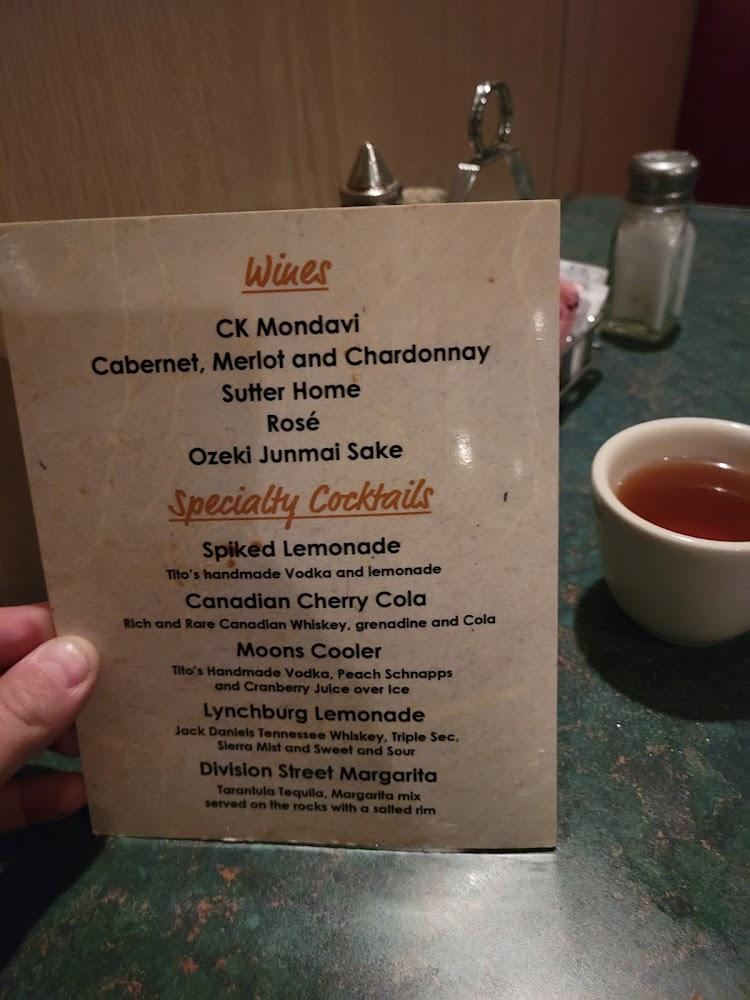 Wines
CK Mondavi
Cabernet, Merlot and Chardonnay
Sutter Home
Rosé
Ozeki Junmai Sake
Specialty Cocktails
Spiked Lemonade
Tito's handmade Vodka and lemonade
Canadian Cherry Cola
Rich and Rare Canadian Whiskey, grenadine and Cola
Moons Cooler
Tito's Handmade Vodka, Peach Schnapps
and Cranberry Juice over Ice
Lynchburg Lemonade
Jack Daniels Tennessee Whiskey, Triple Sec,
Sierra Mist and Sweet and Sour
Division Street Margarita
Tarantula Tequila, Margarita mix
served on the rocks with a salted rim